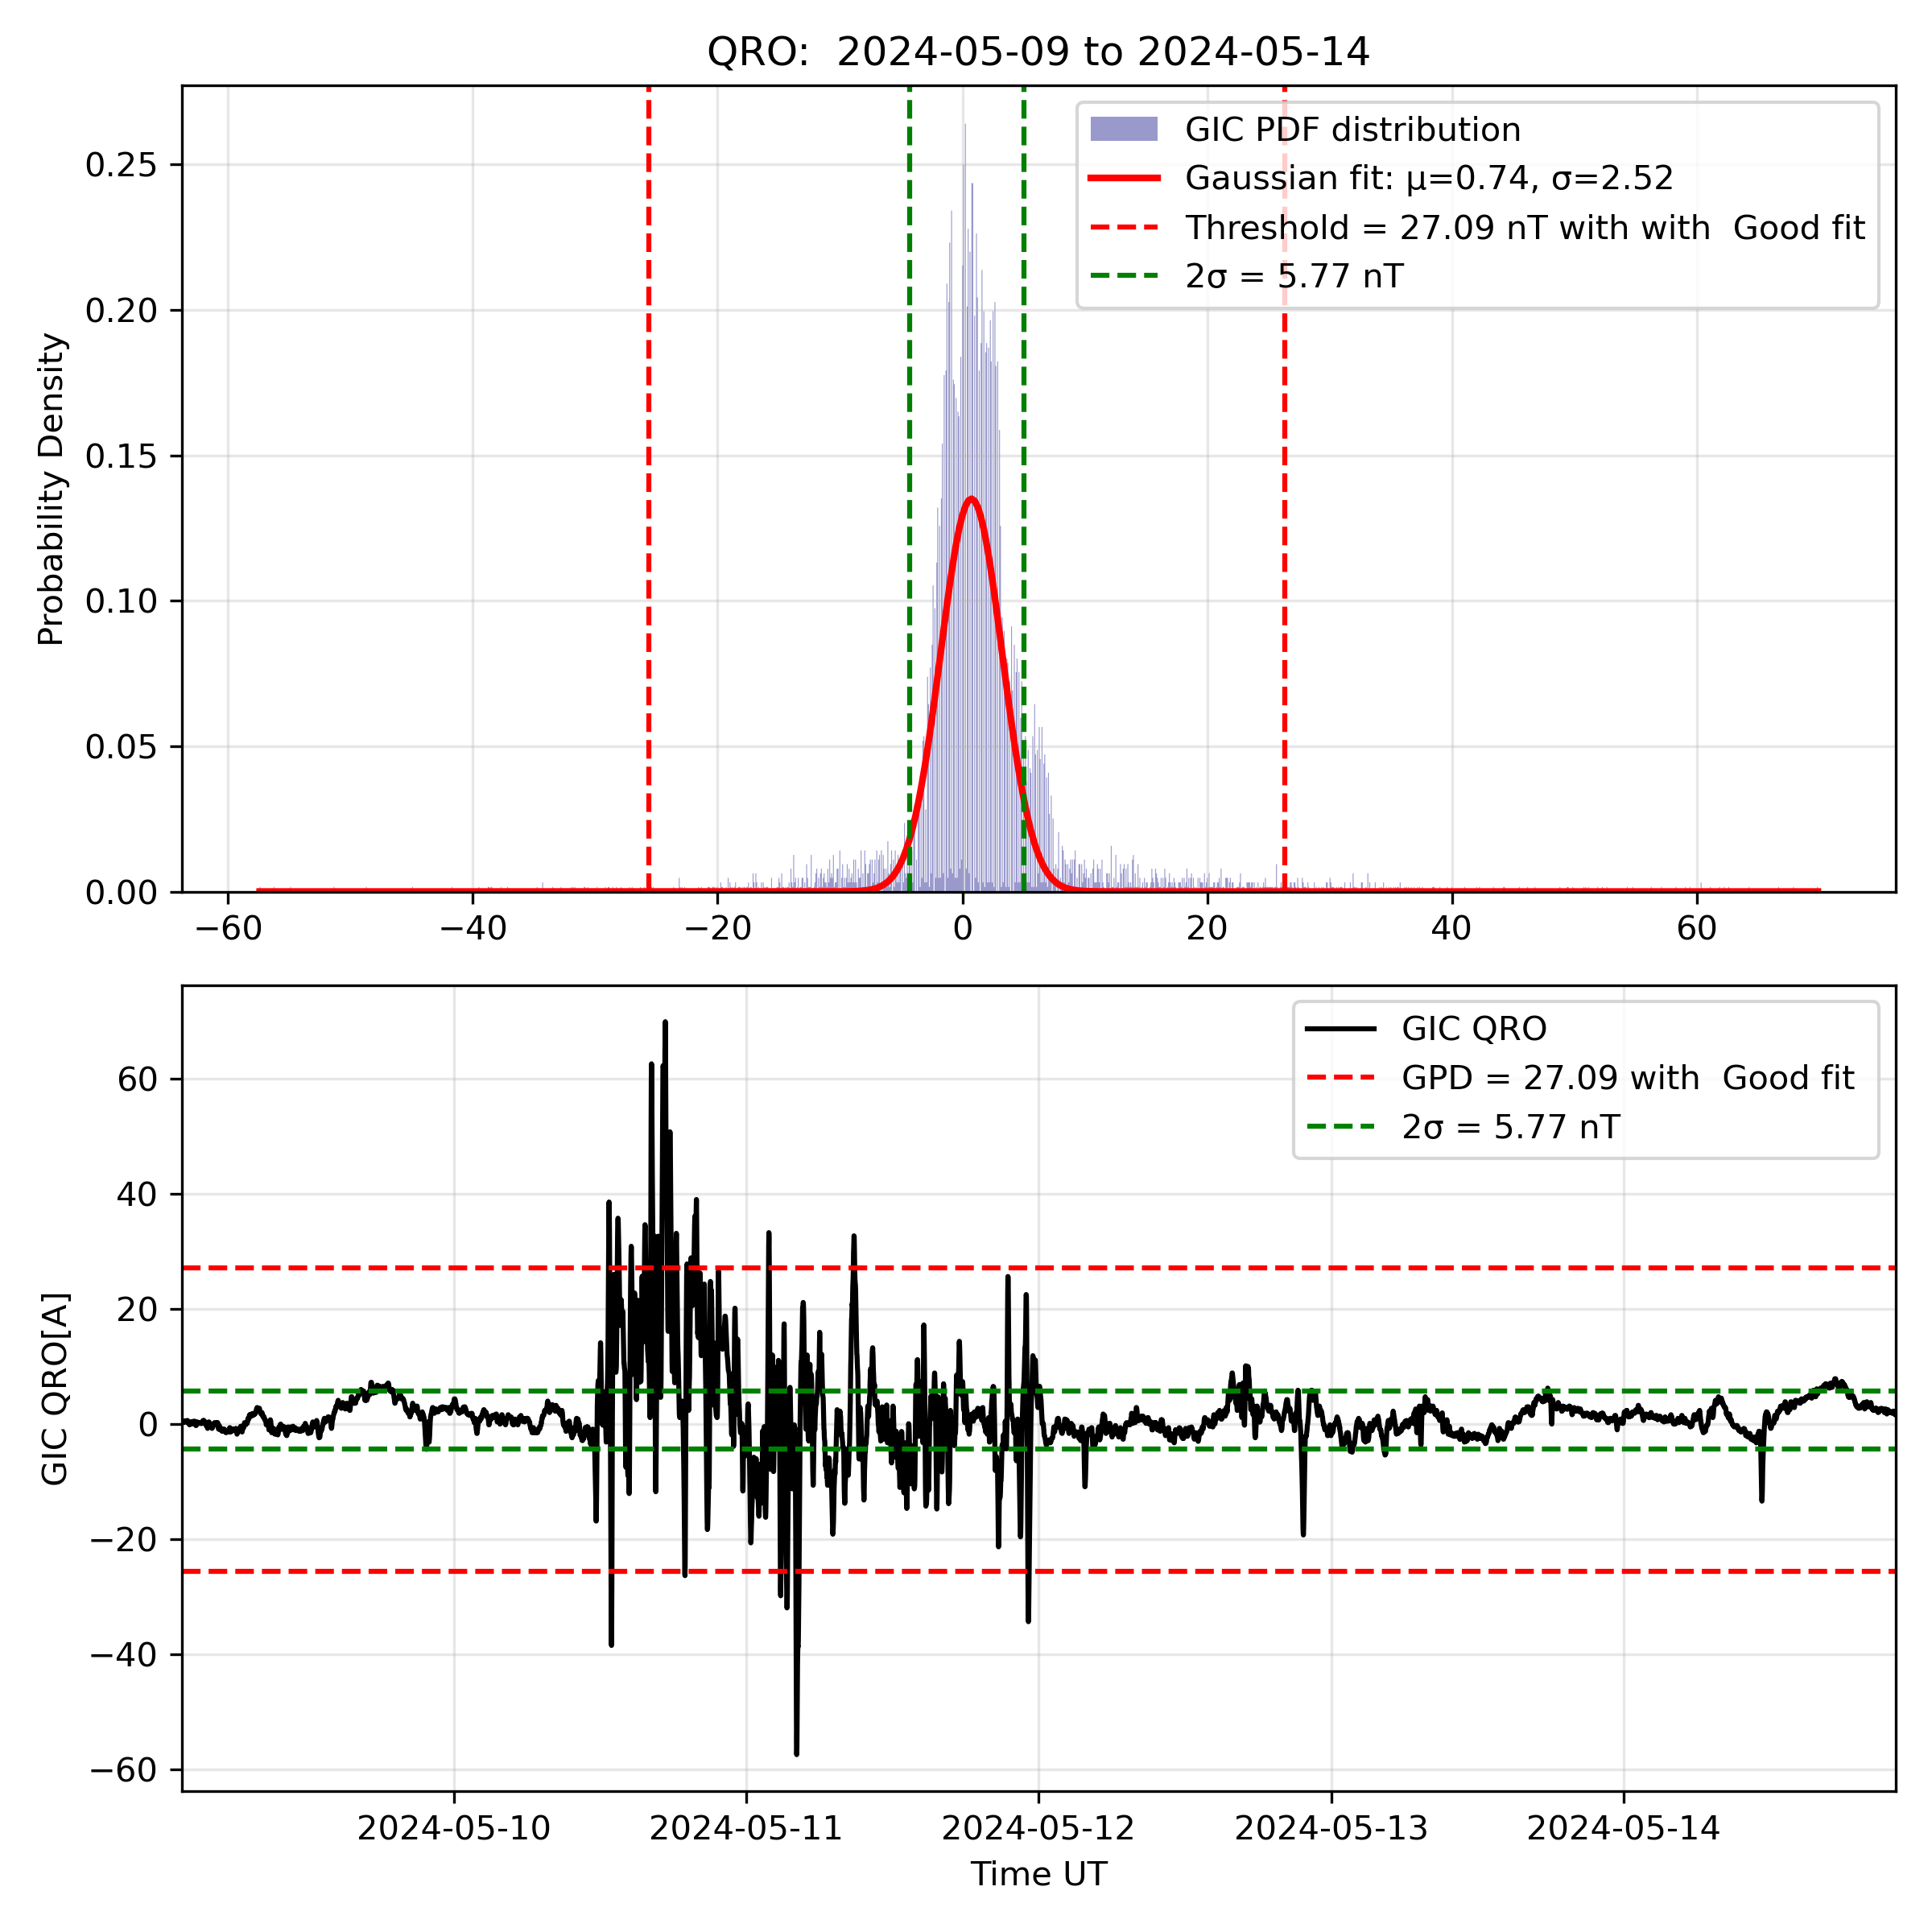 QRO:  2024-05-09 to 2024-05-14
GIC PDF distribution
Gaussian fit: μ=0.74, σ=2.52
Threshold = 27.09 nT with with  Good fit
2σ = 5.77 nT
Probability Density
0.25
0.20
0.15
0.10
0.05
0.00
−60 −40 −20 0 20 40 60
GIC QRO
GPD = 27.09 with  Good fit
2σ = 5.77 nT
GIC QRO[A]
60
40
20
0
−20
−40
−60
2024-05-10 2024-05-11 2024-05-12 2024-05-13 2024-05-14
Time UT